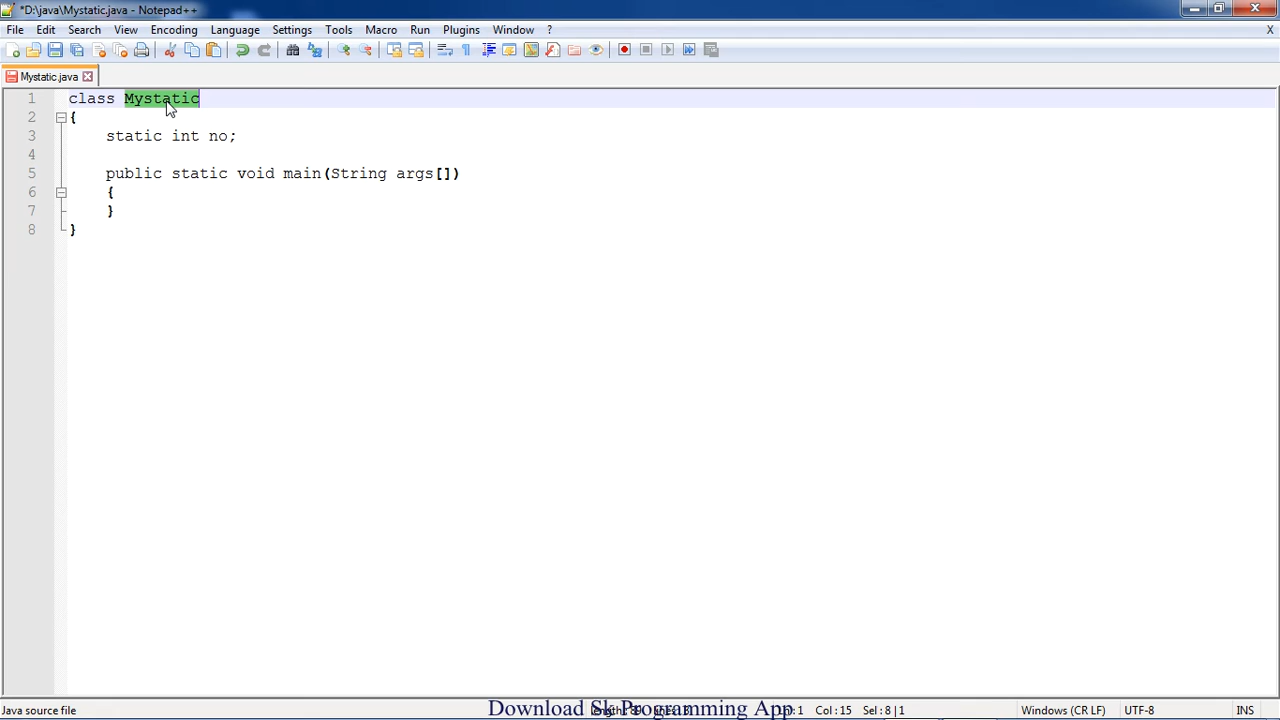 *D:\java\Mystatic.java - Notepad++
File Edit Search View Encoding Language Settings Tools Macro Run Plugins Window ? X
Mystatic.java
1 class Mystatic
2 {
3 static int no;
4
5 public static void main(String args[])
6 {
7 }
8 }
Java source file
Download Sk Programming App
Col : 15 Sel : 8 | 1 Windows (CR LF) UTF-8 INS